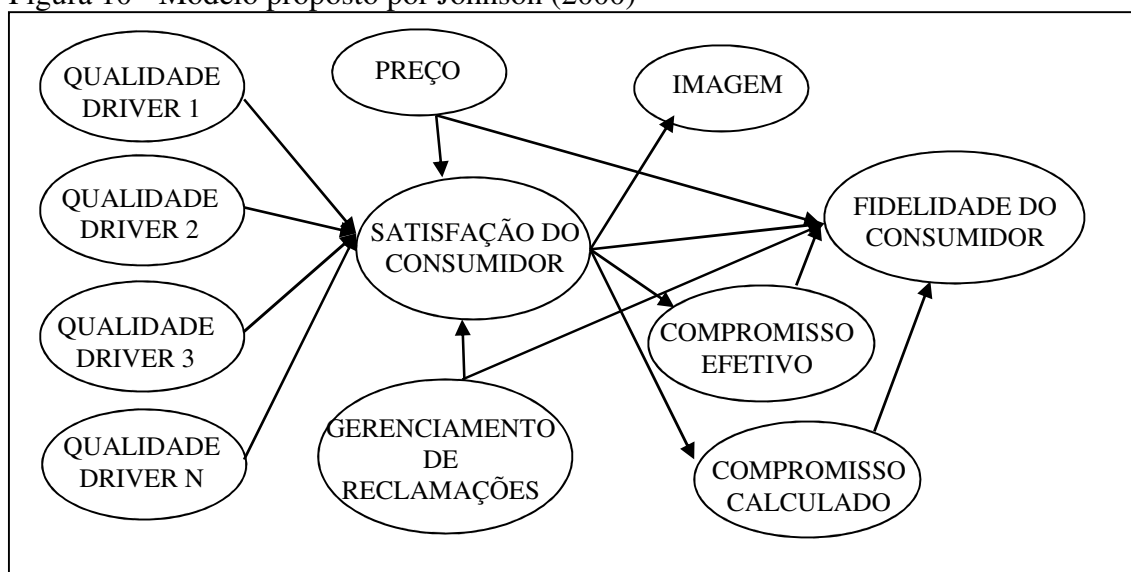 Figura 10 - Modelo proposto por Johnson (2006)
QUALIDADE
DRIVER 1
PREÇO
IMAGEM
QUALIDADE
DRIVER 2
SATISFAÇÃO DO
CONSUMIDOR
FIDELIDADE DO
CONSUMIDOR
QUALIDADE
DRIVER 3
COMPROMISSO
EFETIVO
QUALIDADE
DRIVER N
GERENCIAMENTO
DE
RECLAMAÇÕES
COMPROMISSO
CALCULADO